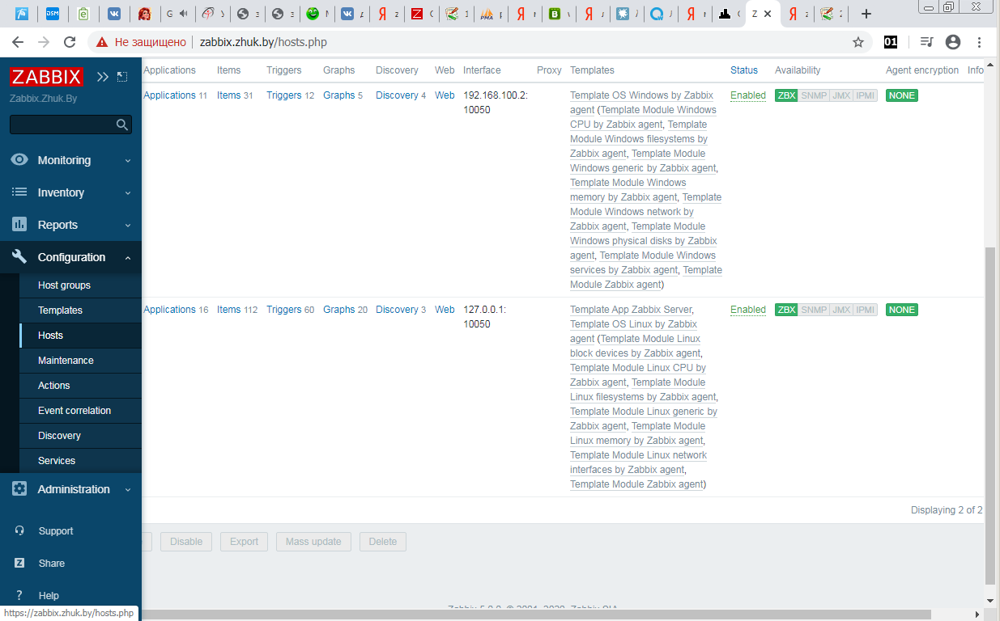 Не защищено zabbix.zhuk.by/hosts.php 01
ZABBIX
Zabbix.Zhuk.By
Monitoring
Inventory
Reports
Configuration
Host groups
Templates
Hosts
Maintenance
Actions
Event correlation
Discovery
Services
Administration
Support
Share
Help
https://zabbix.zhuk.by/hosts.php
Applications Items Triggers Graphs Discovery Web Interface Proxy Templates Status Availability Agent encryption Info
Applications 11 Items 31 Triggers 12 Graphs 5 Discovery 4 Web 192.168.100.2: 
10050
Template OS Windows by Zabbix
agent (Template Module Windows
CPU by Zabbix agent, Template
Module Windows filesystems by
Zabbix agent, Template Module
Windows generic by Zabbix agent,
Template Module Windows
memory by Zabbix agent, Template
Module Windows network by
Zabbix agent, Template Module
Windows physical disks by Zabbix
agent, Template Module Windows
services by Zabbix agent, Template
Module Zabbix agent)
Enabled ZBX SNMP JMX IPMI NONE
Applications 16 Items 112 Triggers 60 Graphs 20 Discovery 3 Web 127.0.0.1:
10050
Template App Zabbix Server,
Template OS Linux by Zabbix
agent (Template Module Linux
block devices by Zabbix agent,
Template Module Linux CPU by
Zabbix agent, Template Module
Linux filesystems by Zabbix agent,
Template Module Linux generic by
Zabbix agent, Template Module
Linux memory by Zabbix agent,
Template Module Linux network
interfaces by Zabbix agent,
Template Module Zabbix agent)
Enabled ZBX SNMP JMX IPMI NONE
Displaying 2 of 2
Disable Export Mass update Delete